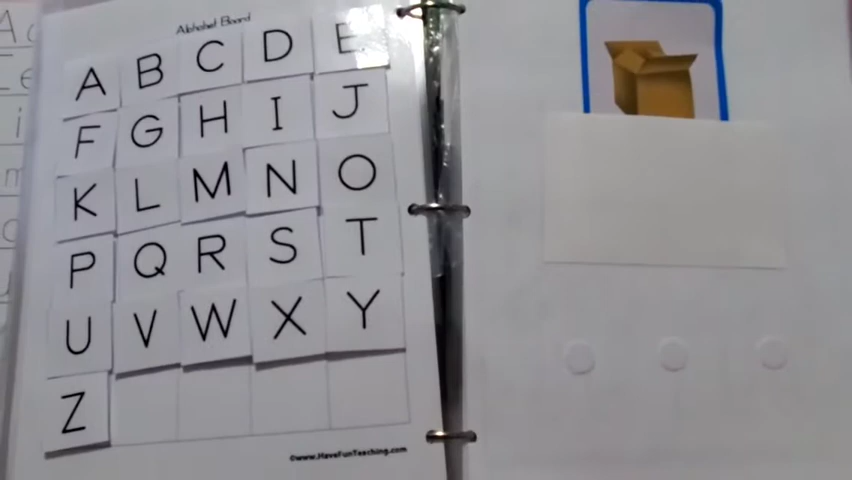 Alphabet Board
A B C D E
F G H I J
K L M N O
P Q R S T
U V W X Y
Z
©www.HaveFunTeaching.com